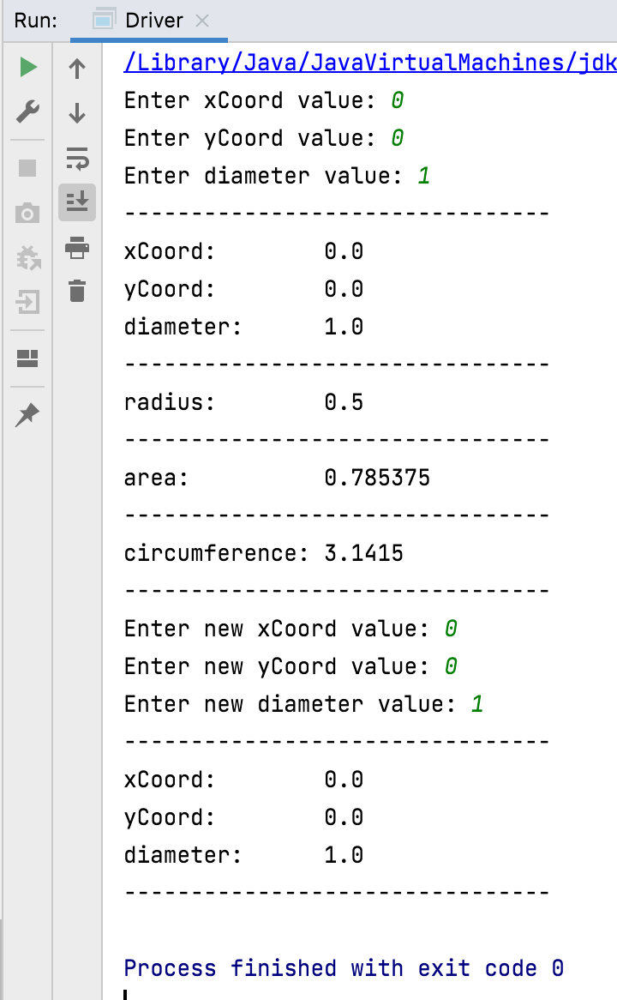 Run: Driver
/Library/Java/JavaVirtualMachines/jdk
Enter xCoord value: 0
Enter yCoord value: 0
Enter diameter value: 1
--------------------------------
xCoord:        0.0
yCoord:        0.0
diameter:      1.0
--------------------------------
radius:        0.5
--------------------------------
area:          0.785375
--------------------------------
circumference: 3.1415
--------------------------------
Enter new xCoord value: 0
Enter new yCoord value: 0
Enter new diameter value: 1
--------------------------------
xCoord:        0.0
yCoord:        0.0
diameter:      1.0
--------------------------------
Process finished with exit code 0